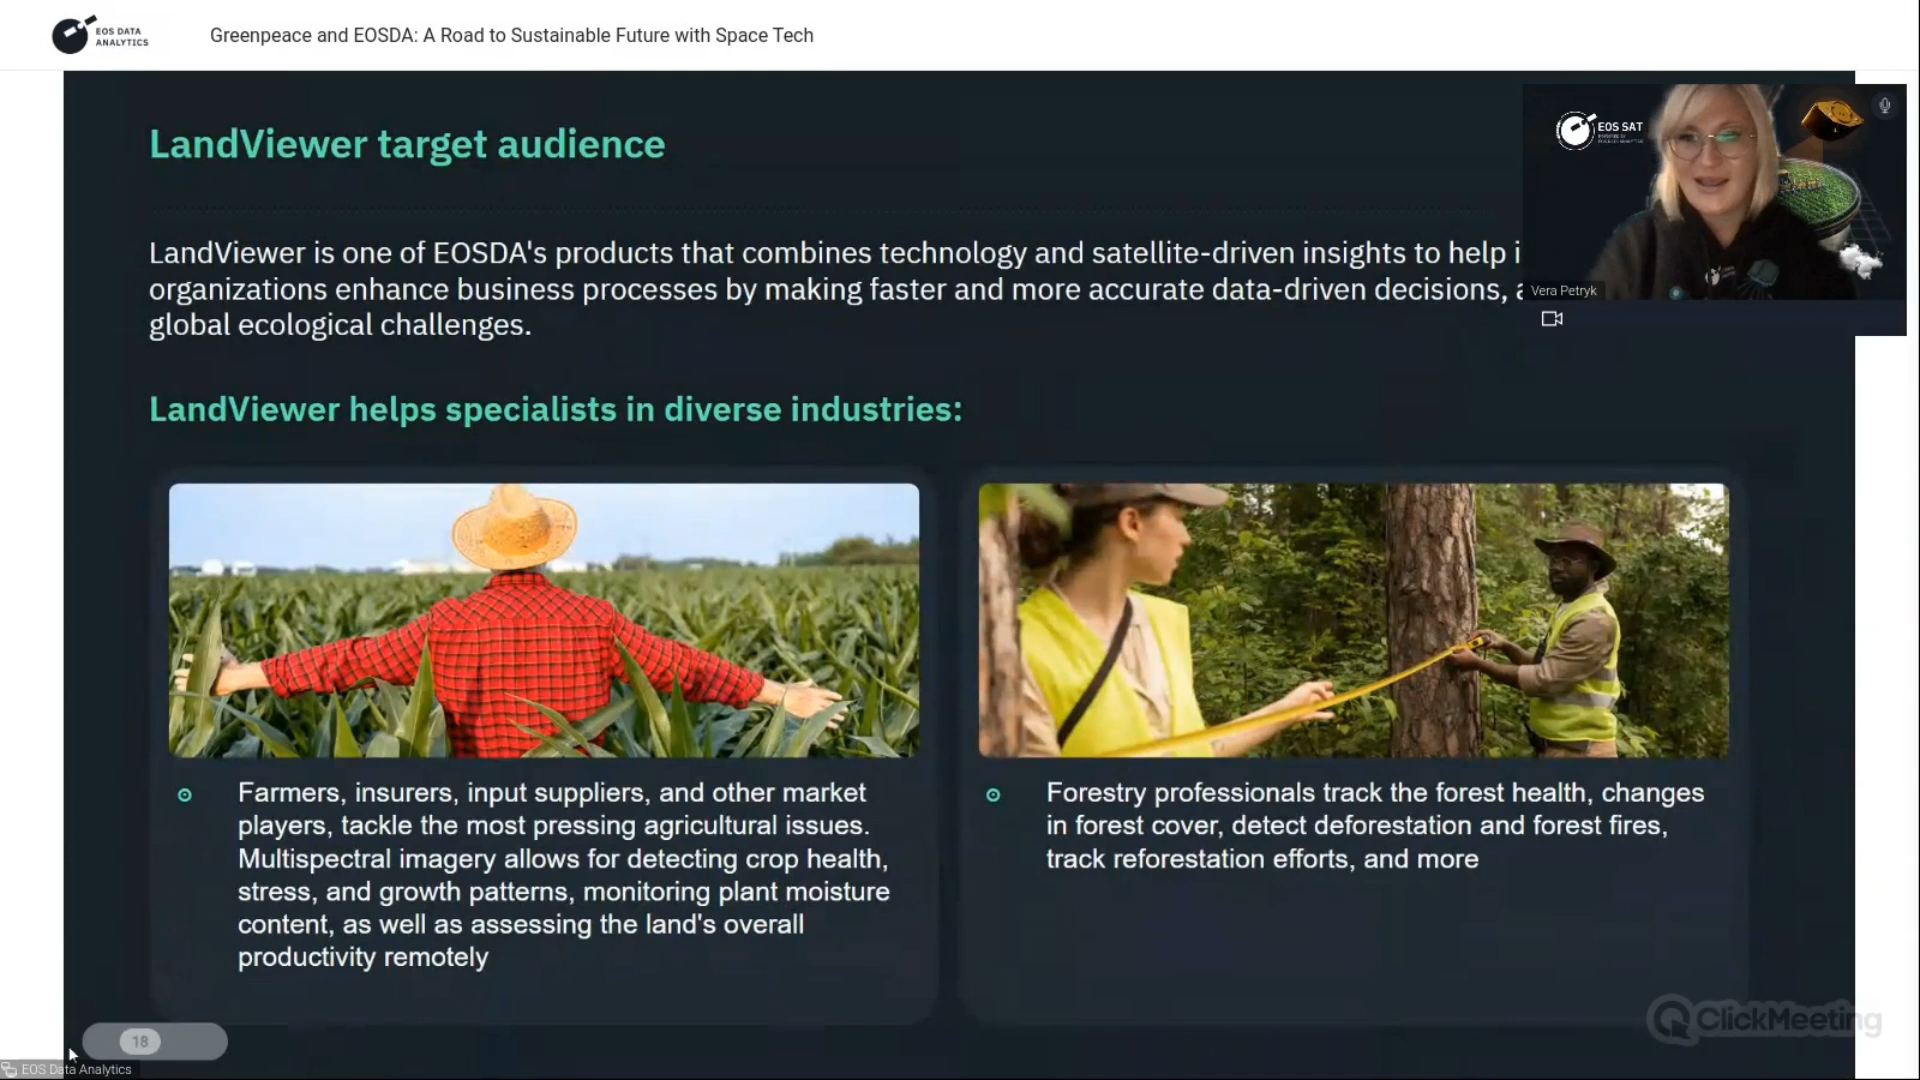 EOS DATA
ANALYTICS
Greenpeace and EOSDA: A Road to Sustainable Future with Space Tech
LandViewer target audience
EOS SAT
LandViewer is one of EOSDA's products that combines technology and satellite-driven insights to help i
organizations enhance business processes by making faster and more accurate data-driven decisions, a
global ecological challenges.
Vera Petryk
LandViewer helps specialists in diverse industries:
Farmers, insurers, input suppliers, and other market
players, tackle the most pressing agricultural issues.
Multispectral imagery allows for detecting crop health,
stress, and growth patterns, monitoring plant moisture
content, as well as assessing the land's overall
productivity remotely
Forestry professionals track the forest health, changes
in forest cover, detect deforestation and forest fires,
track reforestation efforts, and more
ClickMeeting
18
EOS Data Analytics